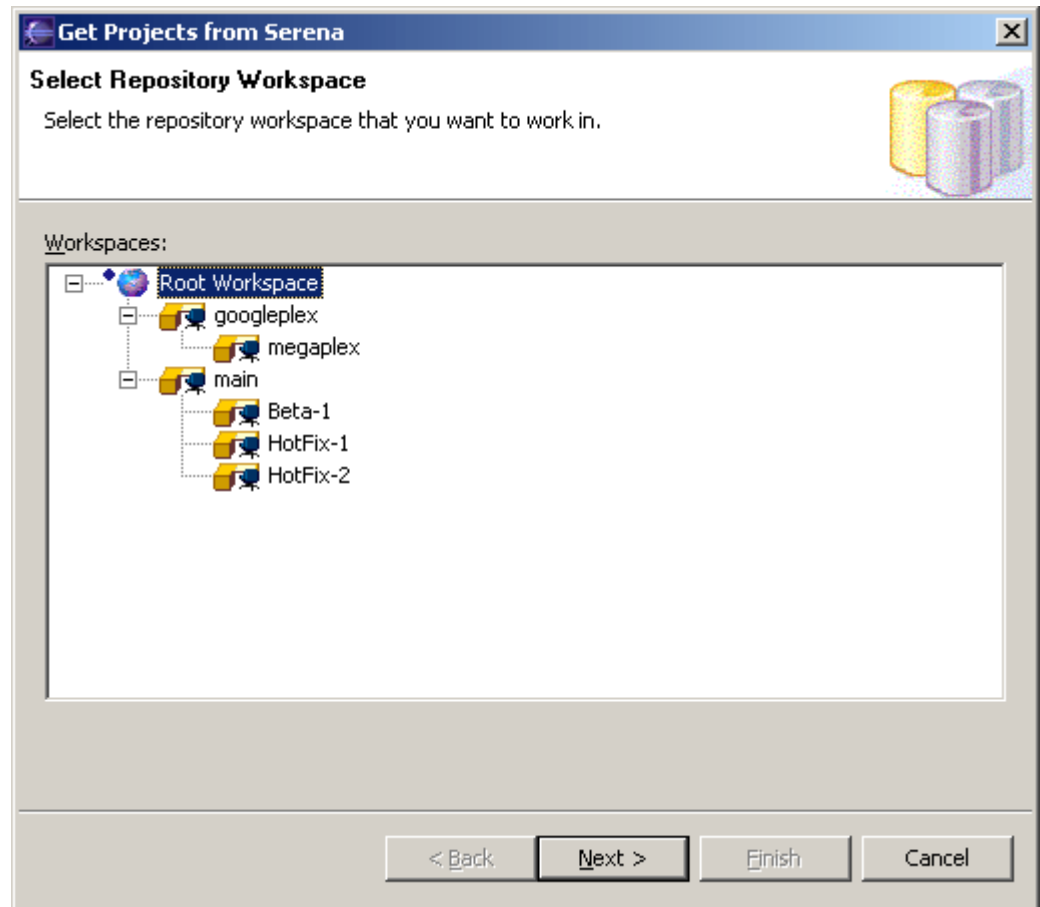 Get Projects from Serena
Select Repository Workspace
Select the repository workspace that you want to work in.
Workspaces:
Root Workspace
googleplex
megaplex
main
Beta-1
HotFix-1
HotFix-2
< Back Next > Finish Cancel